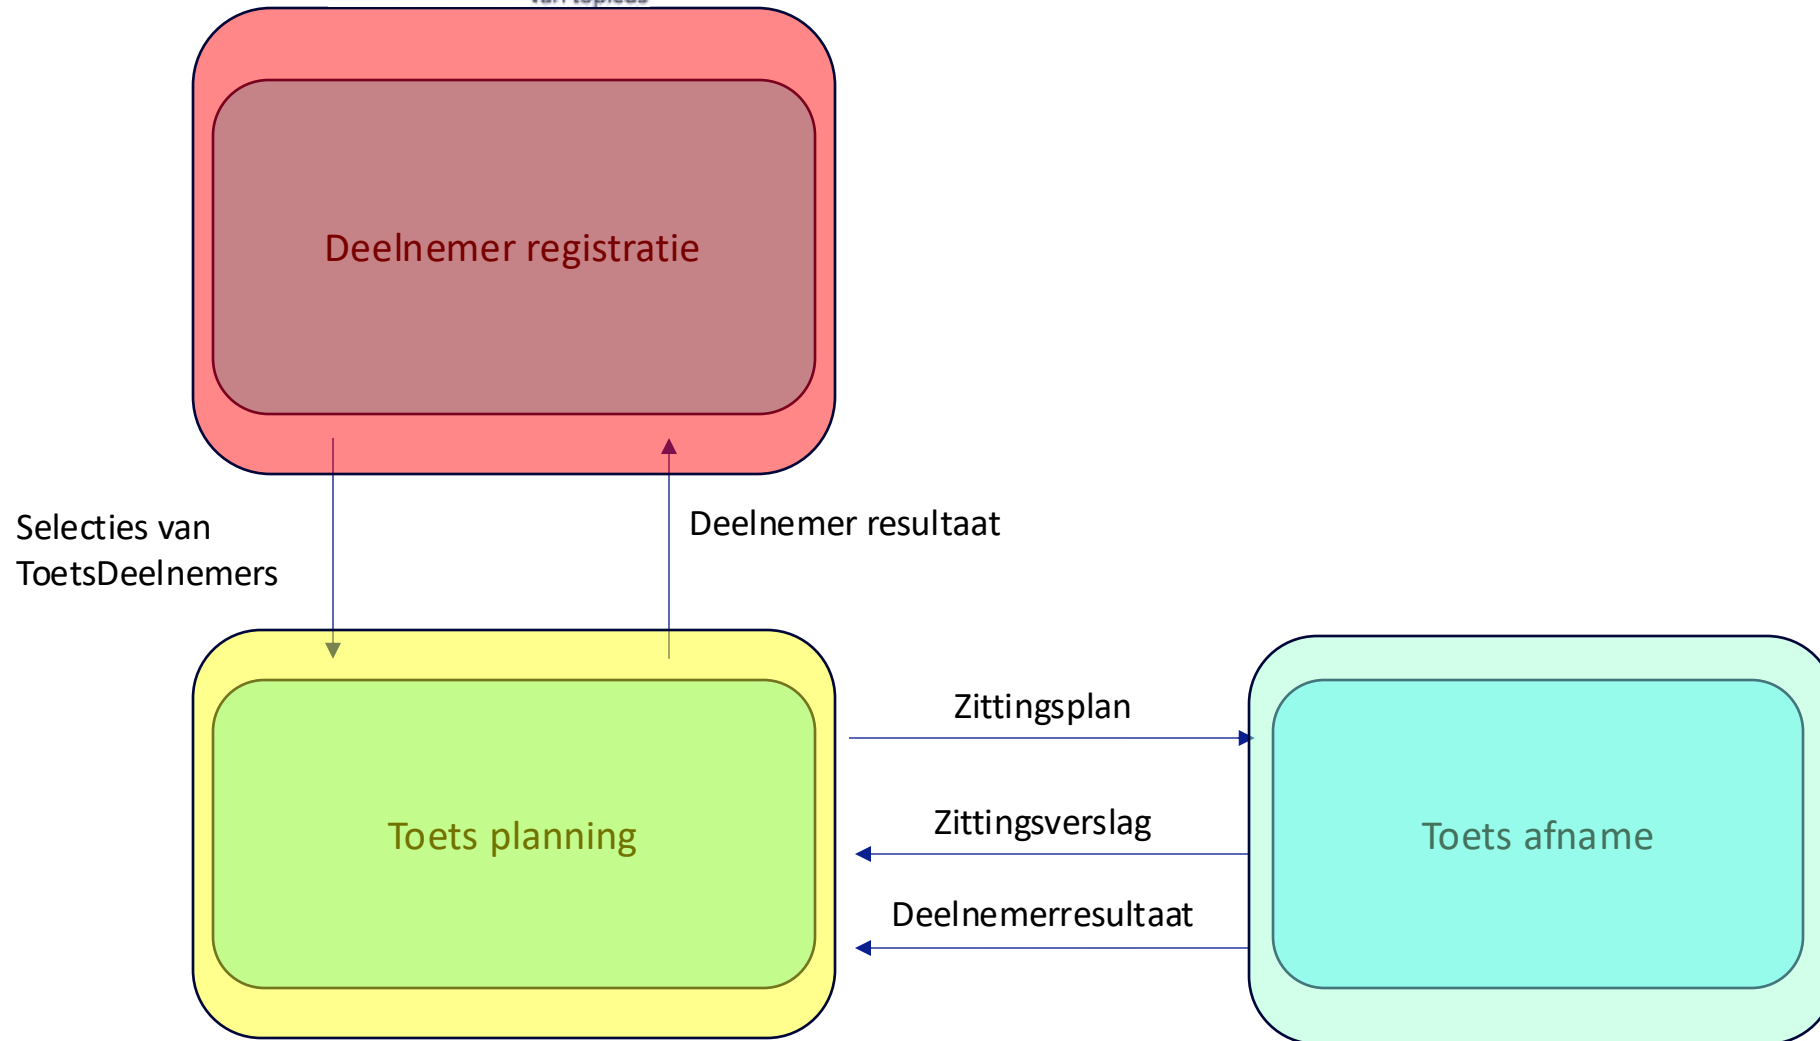 Deelnemer registratie
Selecties van
ToetsDeelnemers
Deelnemer resultaat
Zittingsplan
Zittingsverslag
Deelnemerresultaat
Toets planning
Toets afname